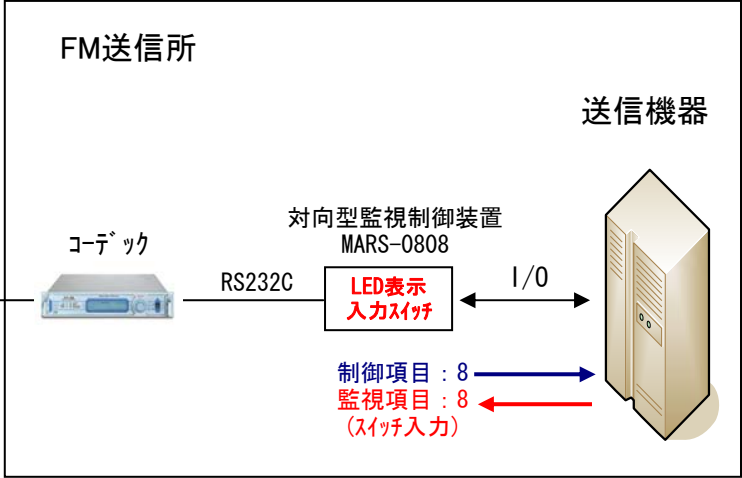 FM送信所
送信機器
対向型監視制御装置
MARS-0808
コーデック
RS232C
LED表示
入力スイッチ
I/O
制御項目：8
監視項目：8
(スイッチ入力)